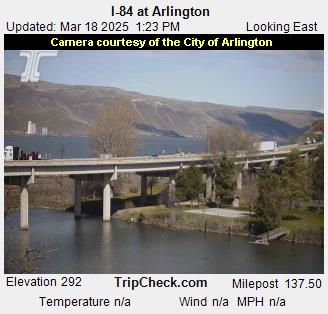 I-84 at Arlington
Updated: Mar 18 2025 1:23 PM Looking East
Camera courtesy of the City of Arlington
Elevation 292 TripCheck.com Milepost 137.50
Temperature n/a Wind n/a MPH n/a